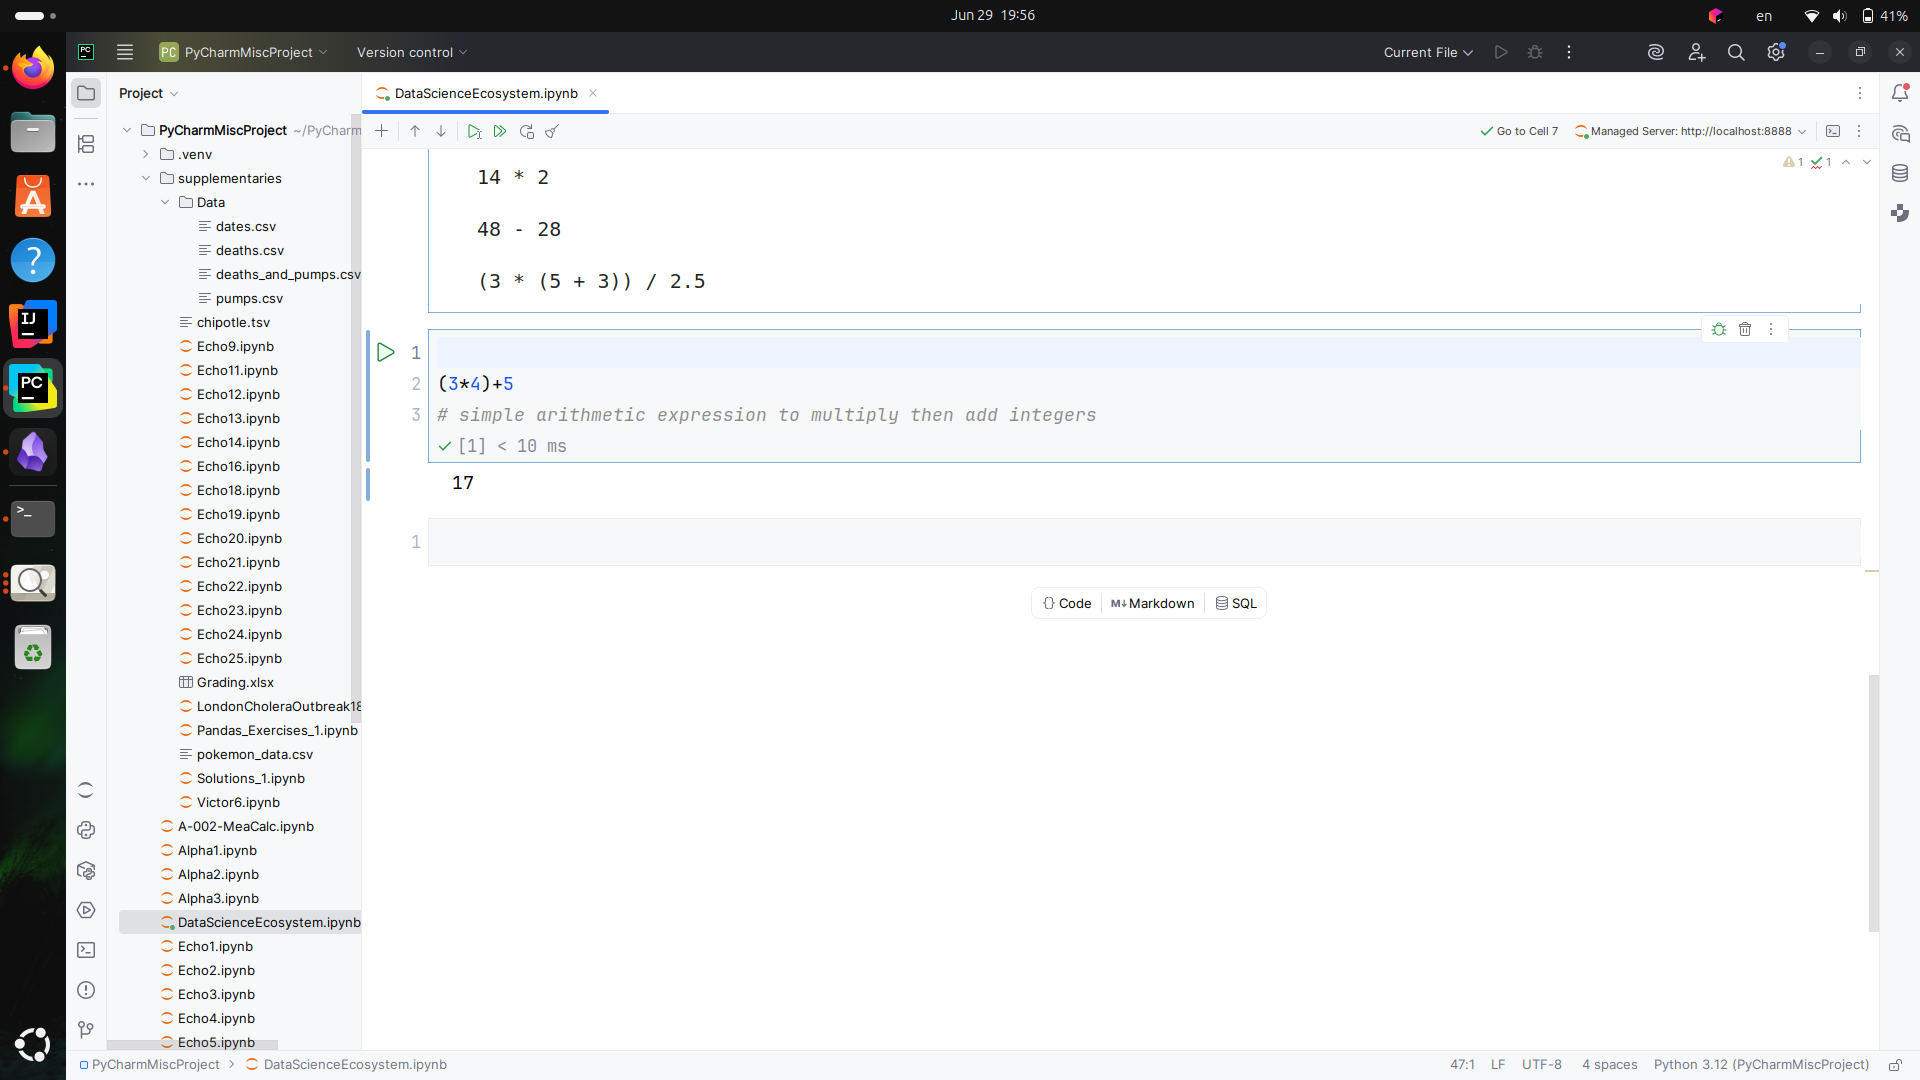 Jun 29 19:56
en
41%
PC
PC PyCharmMiscProject
Version control
Current File
Project
DataScienceEcosystem.ipynb
PyCharmMiscProject ~/PyCharm
.venv
supplementaries
Data
dates.csv
deaths.csv
deaths_and_pumps.csv
pumps.csv
chipotle.tsv
Echo9.ipynb
Echo11.ipynb
Echo12.ipynb
Echo13.ipynb
Echo14.ipynb
Echo16.ipynb
Echo18.ipynb
Echo19.ipynb
Echo20.ipynb
Echo21.ipynb
Echo22.ipynb
Echo23.ipynb
Echo24.ipynb
Echo25.ipynb
Grading.xlsx
LondonCholeraOutbreak18
Pandas_Exercises_1.ipynb
pokemon_data.csv
Solutions_1.ipynb
Victor6.ipynb
A-002-MeaCalc.ipynb
Alpha1.ipynb
Alpha2.ipynb
Alpha3.ipynb
DataScienceEcosystem.ipynb
Echo1.ipynb
Echo2.ipynb
Echo3.ipynb
Echo4.ipynb
Echo5.ipynb
Go to Cell 7
Managed Server: http://localhost:8888
1 1
14 * 2
48 - 28
(3 * (5 + 3)) / 2.5
1
2 (3*4)+5
3 # simple arithmetic expression to multiply then add integers
[1] < 10 ms
17
1
{} Code
M↓ Markdown
SQL
IJ
PC
>_
PyCharmMiscProject > DataScienceEcosystem.ipynb
47:1
LF
UTF-8
4 spaces
Python 3.12 (PyCharmMiscProject)